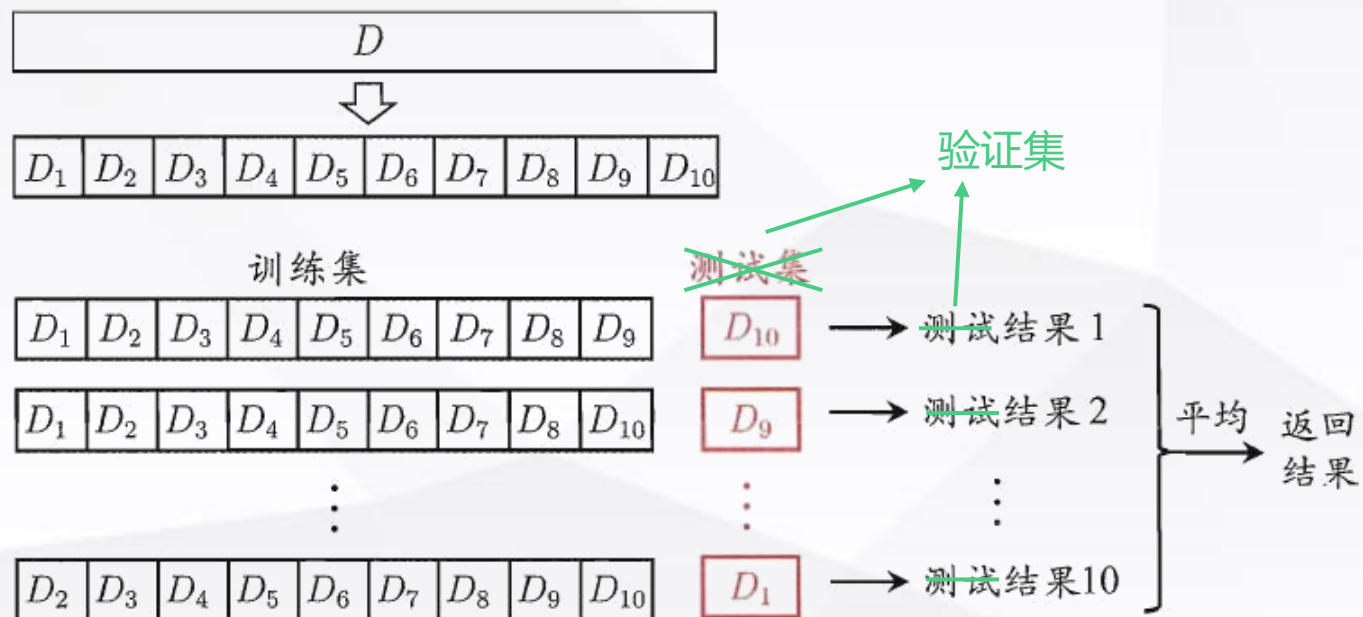 D
D₁ D₂ D₃ D₄ D₅ D₆ D₇ D₈ D₉ D₁₀
验证集
训练集 测试集
D₁ D₂ D₃ D₄ D₅ D₆ D₇ D₈ D₉ D₁₀ 测试结果 1
D₁ D₂ D₃ D₄ D₅ D₆ D₇ D₈ D₁₀ D₉ 测试结果 2
平均 返回
结果
D₂ D₃ D₄ D₅ D₆ D₇ D₈ D₉ D₁₀ D₁ 测试结果10